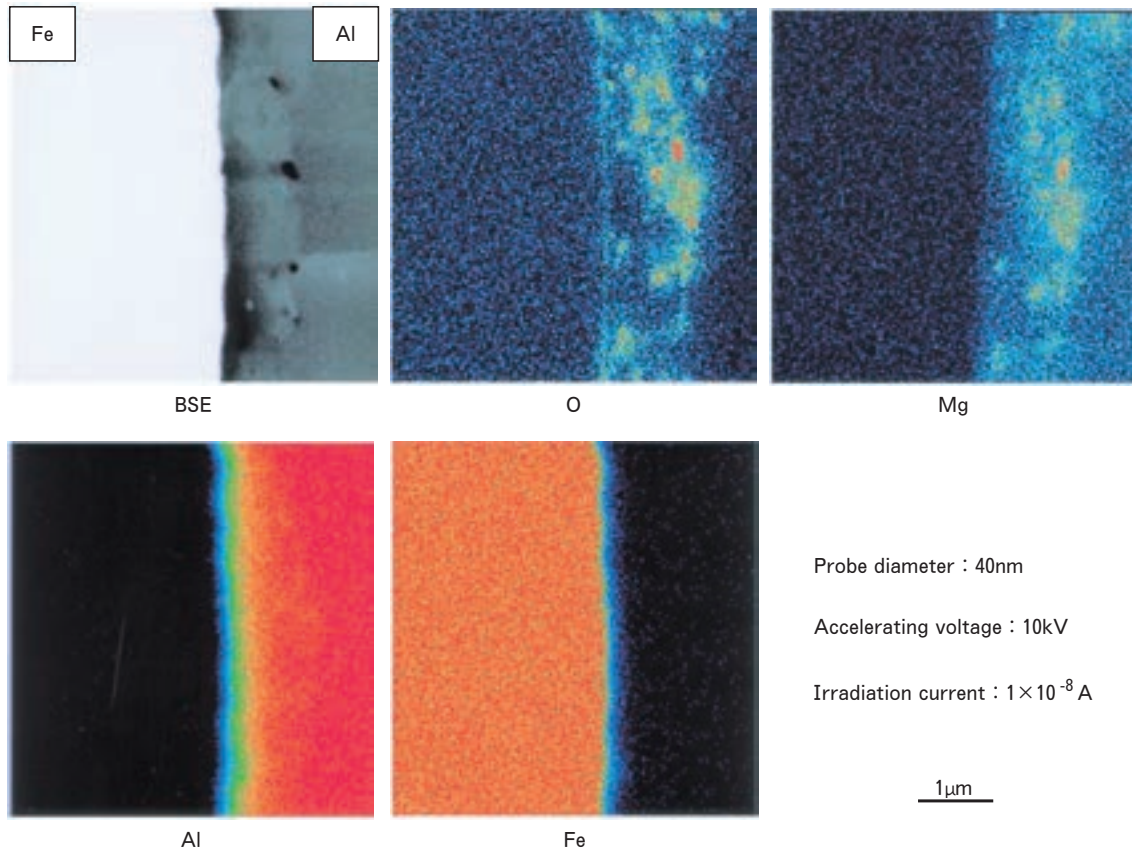 Fe
Al
BSE
O
Mg
Al
Fe
Probe diameter：40nm
Accelerating voltage：10kV
Irradiation current：1×10⁻⁸ A
1μm